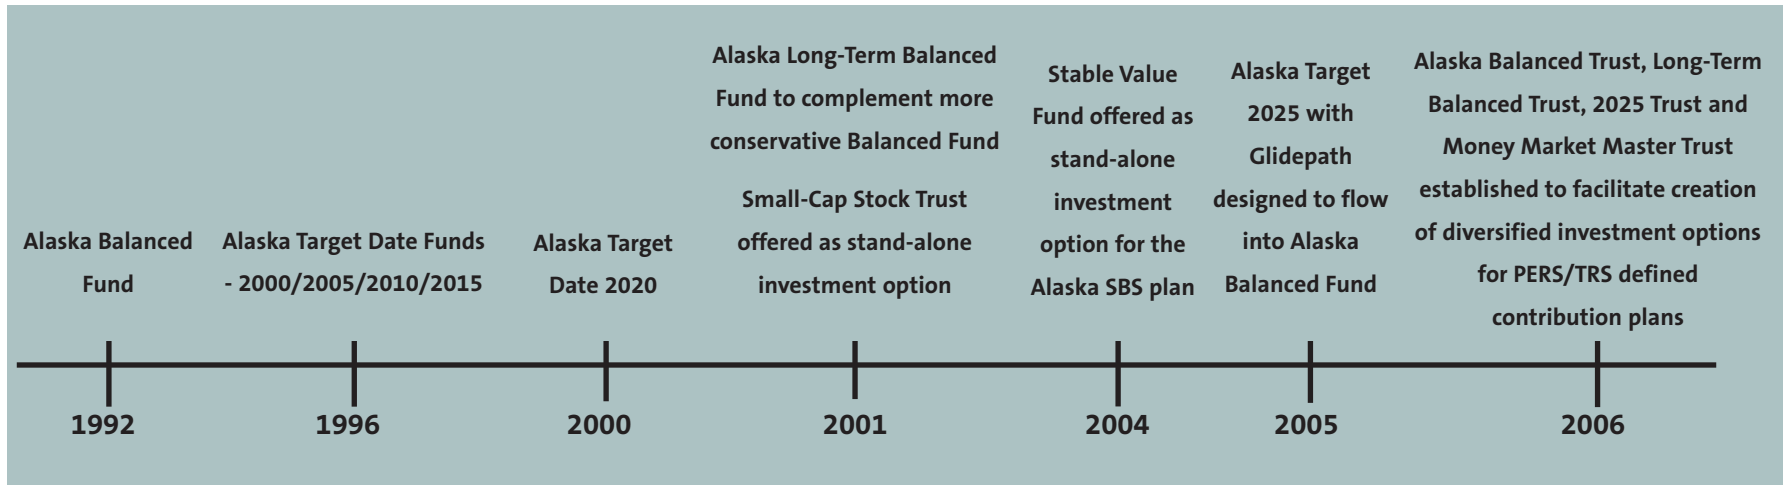 Alaska Balanced
Fund
Alaska Target Date Funds
- 2000/2005/2010/2015
Alaska Target
Date 2020
Alaska Long-Term Balanced
Fund to complement more
conservative Balanced Fund
Small-Cap Stock Trust
offered as stand-alone
investment option
Stable Value
Fund offered as
stand-alone
investment
option for the
Alaska SBS plan
Alaska Target
2025 with
Glidepath
designed to flow
into Alaska
Balanced Fund
Alaska Balanced Trust, Long-Term
Balanced Trust, 2025 Trust and
Money Market Master Trust
established to facilitate creation
of diversified investment options
for PERS/TRS defined
contribution plans
1992
1996
2000
2001
2004
2005
2006